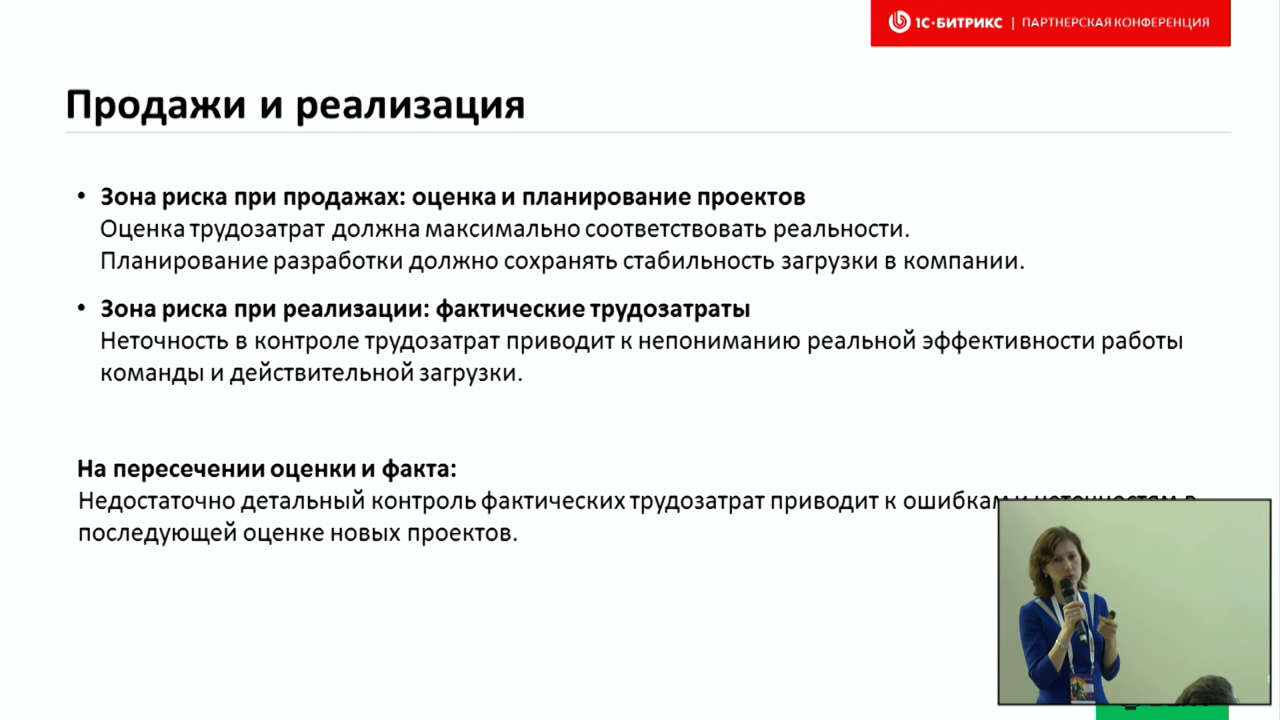 1С-БИТРИКС | ПАРТНЕРСКАЯ КОНФЕРЕНЦИЯ
Продажи и реализация
• Зона риска при продажах: оценка и планирование проектов
Оценка трудозатрат должна максимально соответствовать реальности.
Планирование разработки должно сохранять стабильность загрузки в компании.
• Зона риска при реализации: фактические трудозатраты
Неточность в контроле трудозатрат приводит к непониманию реальной эффективности работы
команды и действительной загрузки.
На пересечении оценки и факта:
Недостаточно детальный контроль фактических трудозатрат приводит к ошибкам и неточностям в
последующей оценке новых проектов.